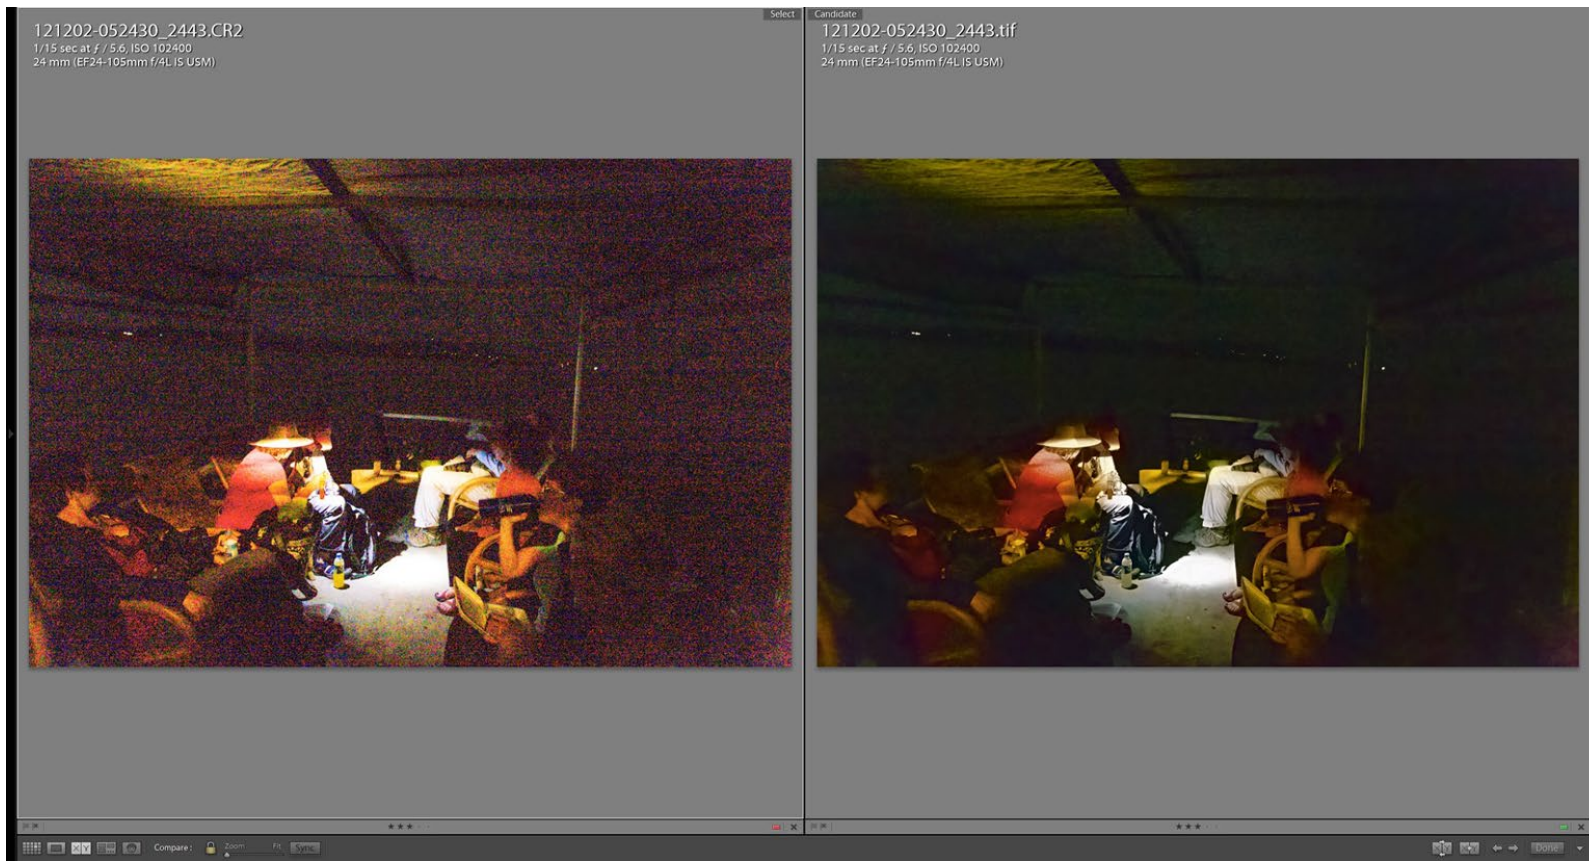 Select
121202-052430_2443.CR2
1/15 sec at ƒ / 5.6, ISO 102400
24 mm (EF24-105mm f/4L IS USM)
Candidate
121202-052430_2443.tif
1/15 sec at ƒ / 5.6, ISO 102400
24 mm (EF24-105mm f/4L IS USM)
X Y
Compare :
Zoom
Fit
Sync
Done